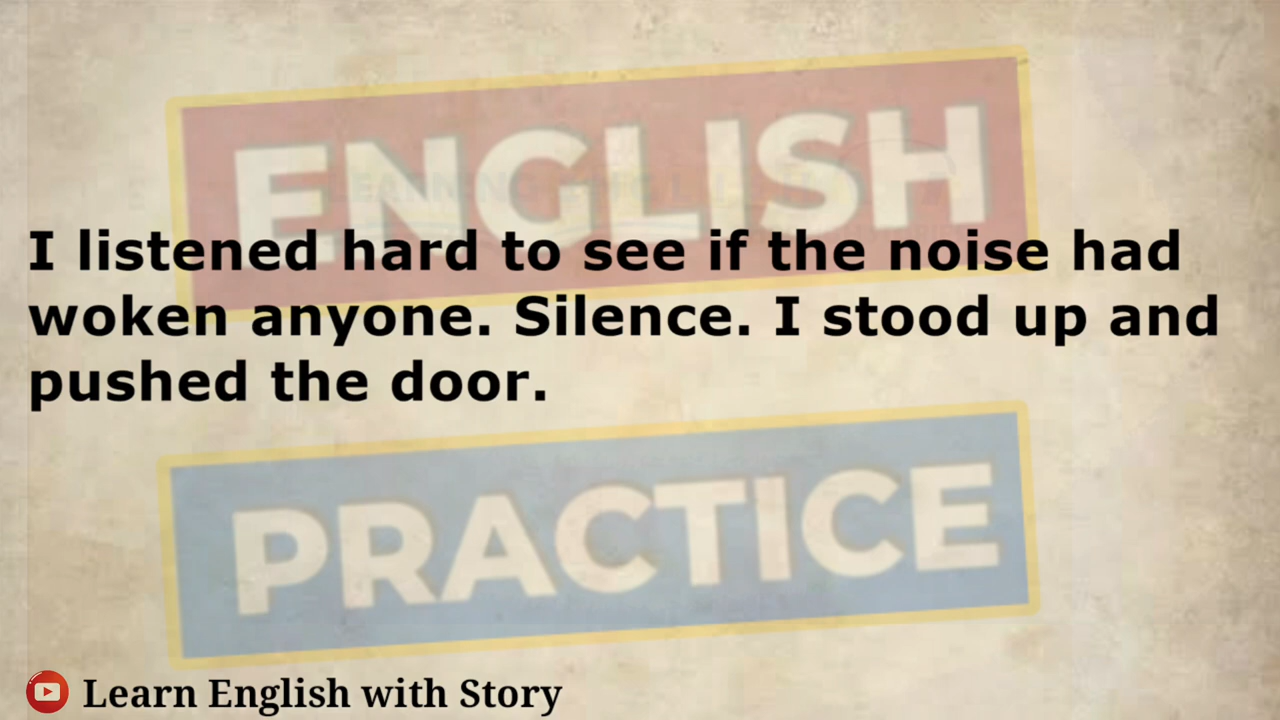 ENGLISH
I listened hard to see if the noise had
woken anyone. Silence. I stood up and
pushed the door.
PRACTICE
Learn English with Story